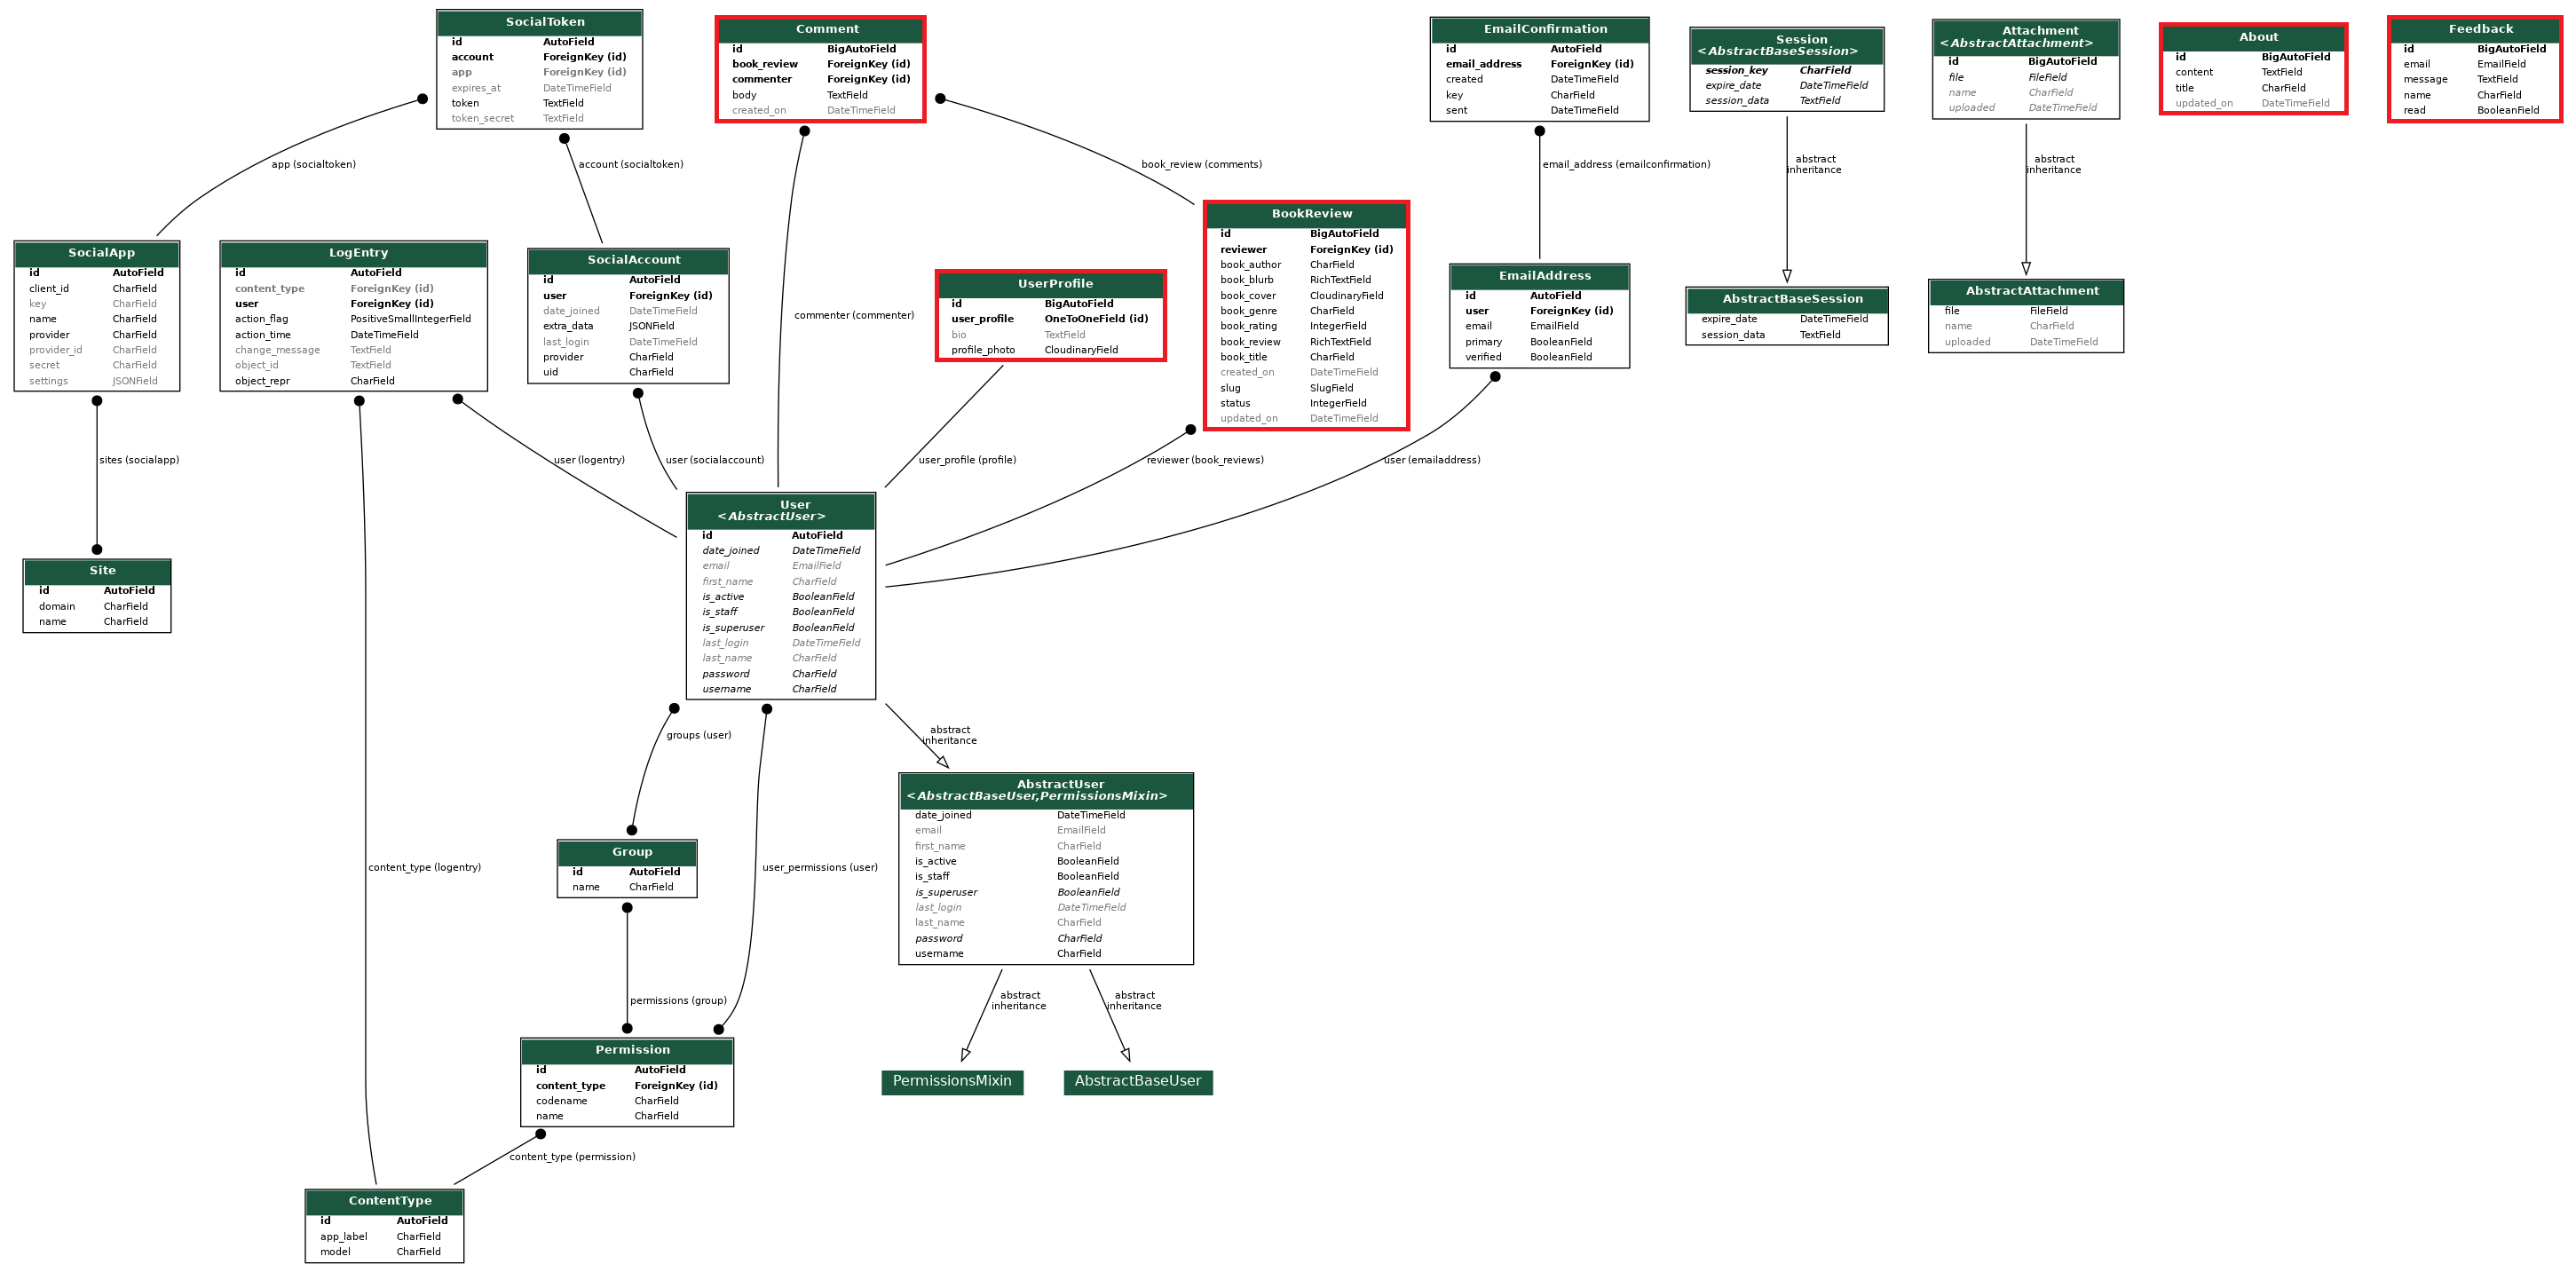 SocialToken
id AutoField
account ForeignKey (id)
app ForeignKey (id)
expires_at DateTimeField
token TextField
token_secret TextField
Comment
id BigAutoField
book_review ForeignKey (id)
commenter ForeignKey (id)
body TextField
created_on DateTimeField
EmailConfirmation
id AutoField
email_address ForeignKey (id)
created DateTimeField
key CharField
sent DateTimeField
Session
<AbstractBaseSession>
session_key CharField
expire_date DateTimeField
session_data TextField
Attachment
<AbstractAttachment>
id BigAutoField
file FileField
name CharField
uploaded DateTimeField
About
id BigAutoField
content TextField
title CharField
updated_on DateTimeField
Feedback
id BigAutoField
email EmailField
message TextField
name CharField
read BooleanField
app (socialtoken)
account (socialtoken)
book_review (comments)
email_address (emailconfirmation)
abstract
inheritance
abstract
inheritance
SocialApp
id AutoField
client_id CharField
key CharField
name CharField
provider CharField
provider_id CharField
secret CharField
settings JSONField
LogEntry
id AutoField
content_type ForeignKey (id)
user ForeignKey (id)
action_flag PositiveSmallIntegerField
action_time DateTimeField
change_message TextField
object_id TextField
object_repr CharField
SocialAccount
id AutoField
user ForeignKey (id)
date_joined DateTimeField
extra_data JSONField
last_login DateTimeField
provider CharField
uid CharField
commenter (commenter)
UserProfile
id BigAutoField
user_profile OneToOneField (id)
bio TextField
profile_photo CloudinaryField
BookReview
id BigAutoField
reviewer ForeignKey (id)
book_author CharField
book_blurb RichTextField
book_cover CloudinaryField
book_genre CharField
book_rating IntegerField
book_review RichTextField
book_title CharField
created_on DateTimeField
slug SlugField
status IntegerField
updated_on DateTimeField
EmailAddress
id AutoField
user ForeignKey (id)
email EmailField
primary BooleanField
verified BooleanField
AbstractBaseSession
expire_date DateTimeField
session_data TextField
AbstractAttachment
file FileField
name CharField
uploaded DateTimeField
sites (socialapp)
user (logentry)
user (socialaccount)
user_profile (profile)
reviewer (book_reviews)
user (emailaddress)
Site
id AutoField
domain CharField
name CharField
User
<AbstractUser>
id AutoField
date_joined DateTimeField
email EmailField
first_name CharField
is_active BooleanField
is_staff BooleanField
is_superuser BooleanField
last_login DateTimeField
last_name CharField
password CharField
username CharField
groups (user)
abstract
inheritance
content_type (logentry)
user_permissions (user)
Group
id AutoField
name CharField
AbstractUser
<AbstractBaseUser,PermissionsMixin>
date_joined DateTimeField
email EmailField
first_name CharField
is_active BooleanField
is_staff BooleanField
is_superuser BooleanField
last_login DateTimeField
last_name CharField
password CharField
username CharField
permissions (group)
abstract
inheritance
abstract
inheritance
Permission
id AutoField
content_type ForeignKey (id)
codename CharField
name CharField
PermissionsMixin
AbstractBaseUser
content_type (permission)
ContentType
id AutoField
app_label CharField
model CharField